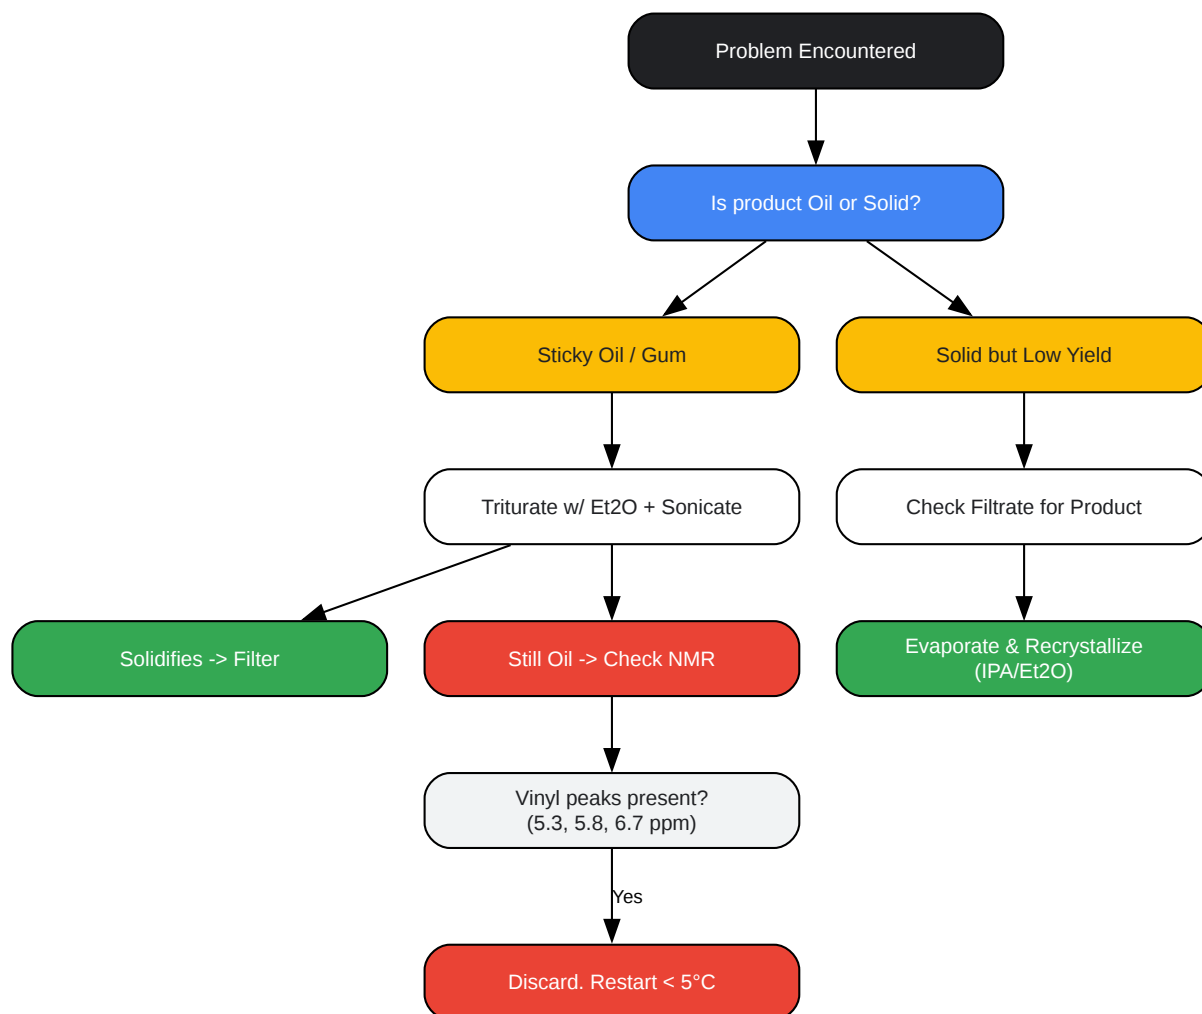 Problem Encountered
Is product Oil or Solid?
Sticky Oil / Gum
Solid but Low Yield
Triturate w/ Et2O + Sonicate
Check Filtrate for Product
Solidifies -> Filter
Still Oil -> Check NMR
Evaporate & Recrystallize
(IPA/Et2O)
Vinyl peaks present?
(5.3, 5.8, 6.7 ppm)
Yes
Discard. Restart < 5°C